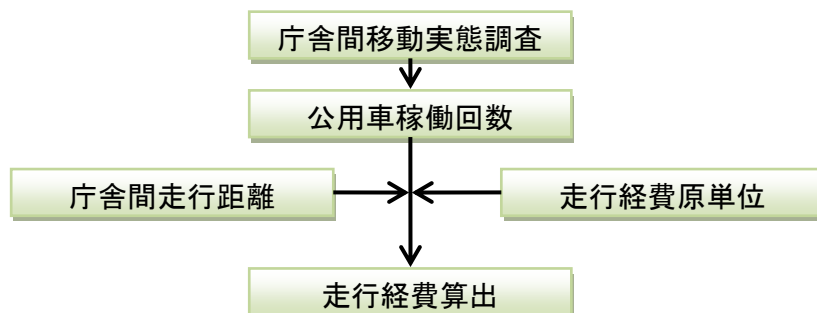 庁舎間移動実態調査
公用車稼働回数
庁舎間走行距離
走行経費原単位
走行経費算出